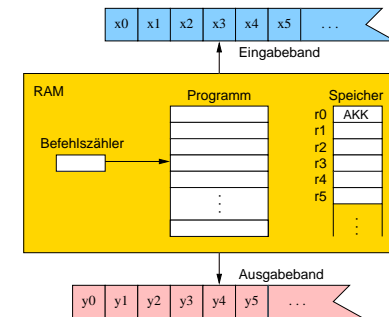 x0 x1 x2 x3 x4 x5 . . .
Eingabeband
RAM
Programm
Speicher
r0 AKK
r1
Befehlszähler
r2
r3
r4
r5
Ausgabeband
y0 y1 y2 y3 y4 y5 . . .